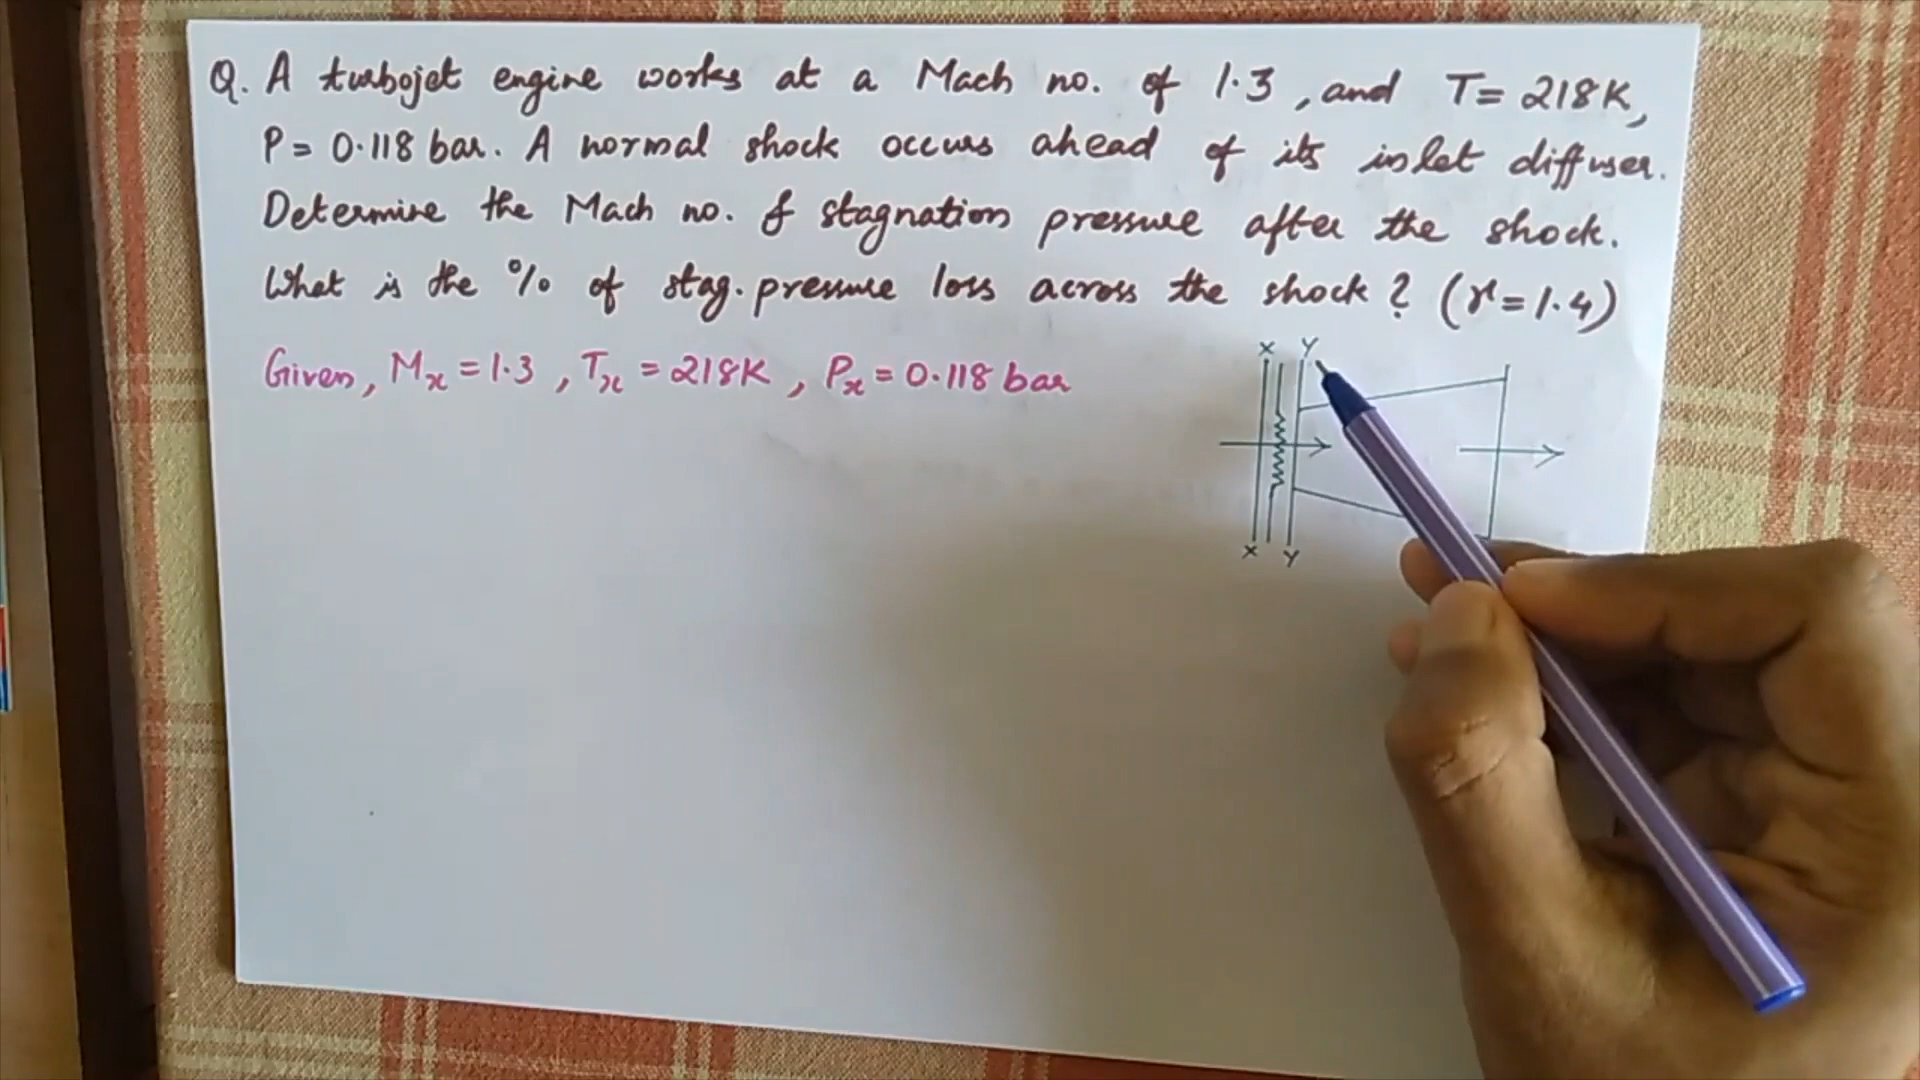 Q. A turbojet engine works at a Mach no. of 1.3, and T= 218K,
P= 0.118 bar. A normal shock occurs ahead of its inlet diffuser.
Determine the Mach no. & stagnation pressure after the shock.
What is the % of stag. pressure loss across the shock? (γ=1.4)
Given, Mx = 1.3, Tx = 218K, Px = 0.118 bar
x y
x y